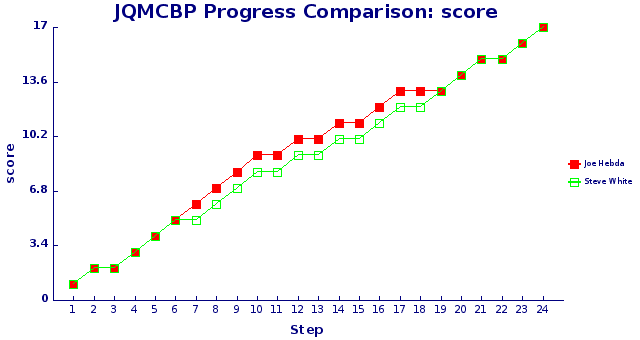 JQMCBP Progress Comparison: score
17
13.6
10.2
6.8
3.4
0
score
1 2 3 4 5 6 7 8 9 10 11 12 13 14 15 16 17 18 19 20 21 22 23 24
Step
Joe Hebda
Steve White